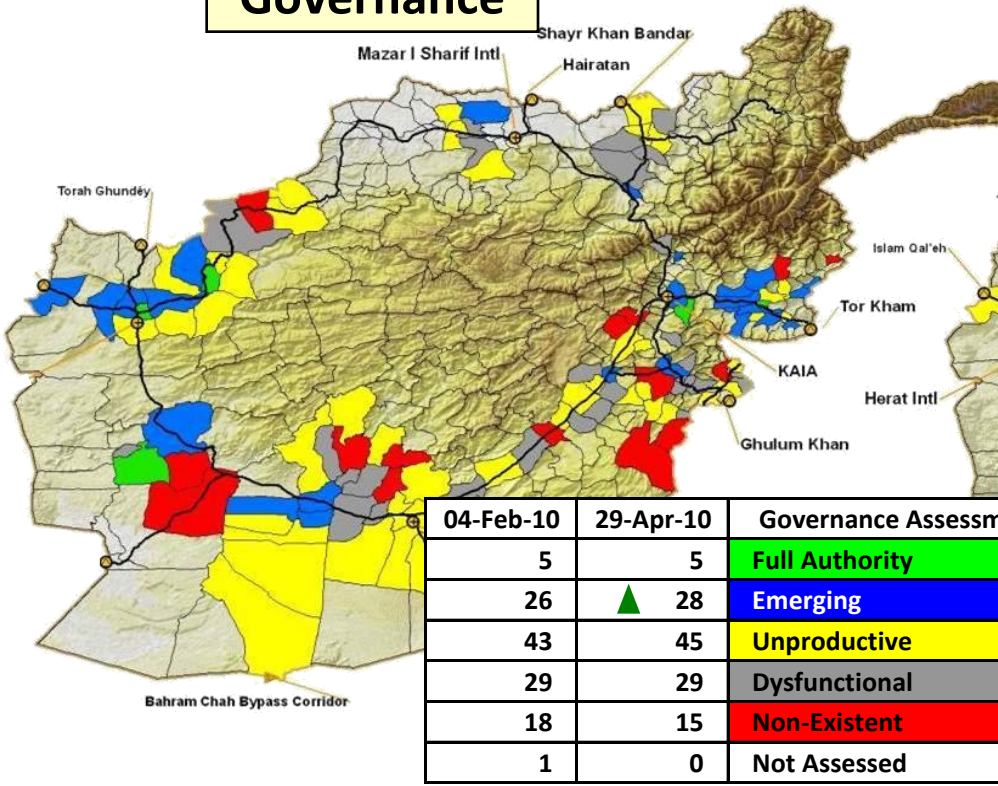 Governance
Shayr Khan Bandar
Mazar I Sharif Intl
Hairatan
Torah Ghundey
Islam Qal'eh
Tor Kham
KAIA
Herat Intl
Ghulum Khan
04-Feb-10 29-Apr-10 Governance Assessm
5 5 Full Authority
26 28 Emerging
43 45 Unproductive
29 29 Dysfunctional
18 15 Non-Existent
1 0 Not Assessed
Bahram Chah Bypass Corridor